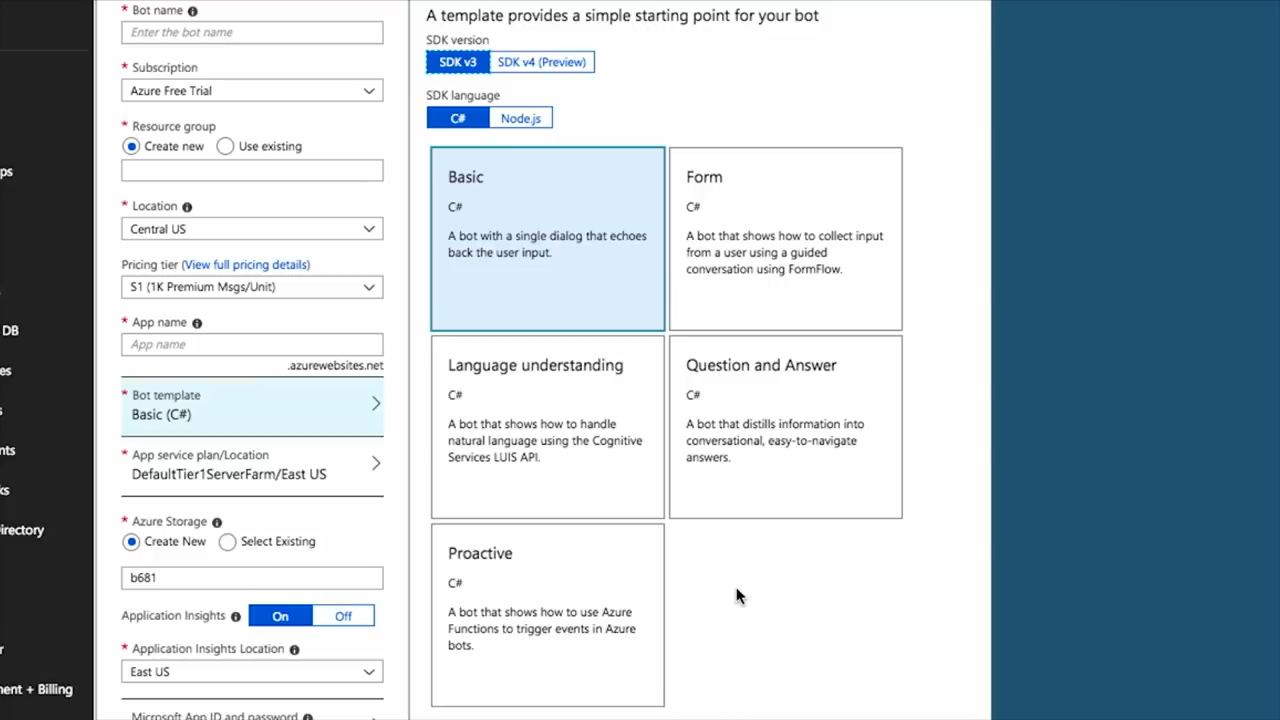 * Bot name
Enter the bot name
* Subscription
Azure Free Trial
* Resource group
Create new
Use existing
* Location
Central US
Pricing tier (View full pricing details)
S1 (1K Premium Msgs/Unit)
* App name
App name
.azurewebsites.net
* Bot template
Basic (C#)
* App service plan/Location
DefaultTier1ServerFarm/East US
* Azure Storage
Create New
Select Existing
b681
Application Insights
On
Off
* Application Insights Location
East US
Microsoft App ID and password
A template provides a simple starting point for your bot
SDK version
SDK v3
SDK v4 (Preview)
SDK language
C#
Node.js
Basic
C#
A bot with a single dialog that echoes
back the user input.
Form
C#
A bot that shows how to collect input
from a user using a guided
conversation using FormFlow.
Language understanding
C#
A bot that shows how to handle
natural language using the Cognitive
Services LUIS API.
Question and Answer
C#
A bot that distills information into
conversational, easy-to-navigate
answers.
Proactive
C#
A bot that shows how to use Azure
Functions to trigger events in Azure
bots.
DB
+ Billing